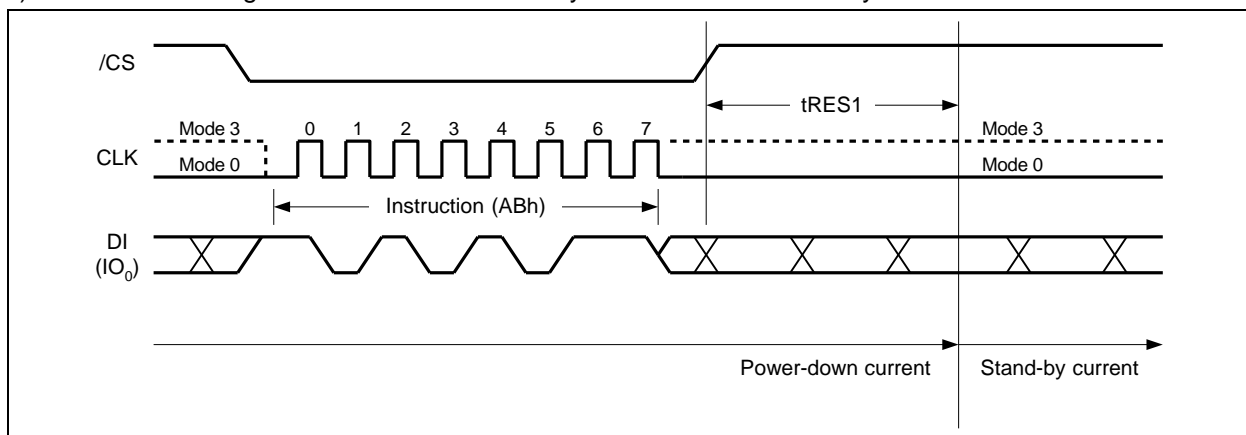 /CS
tRES1
Mode 3 0 1 2 3 4 5 6 7 Mode 3
CLK
Mode 0 Mode 0
Instruction (ABh)
DI
(IO0)
Power-down current Stand-by current